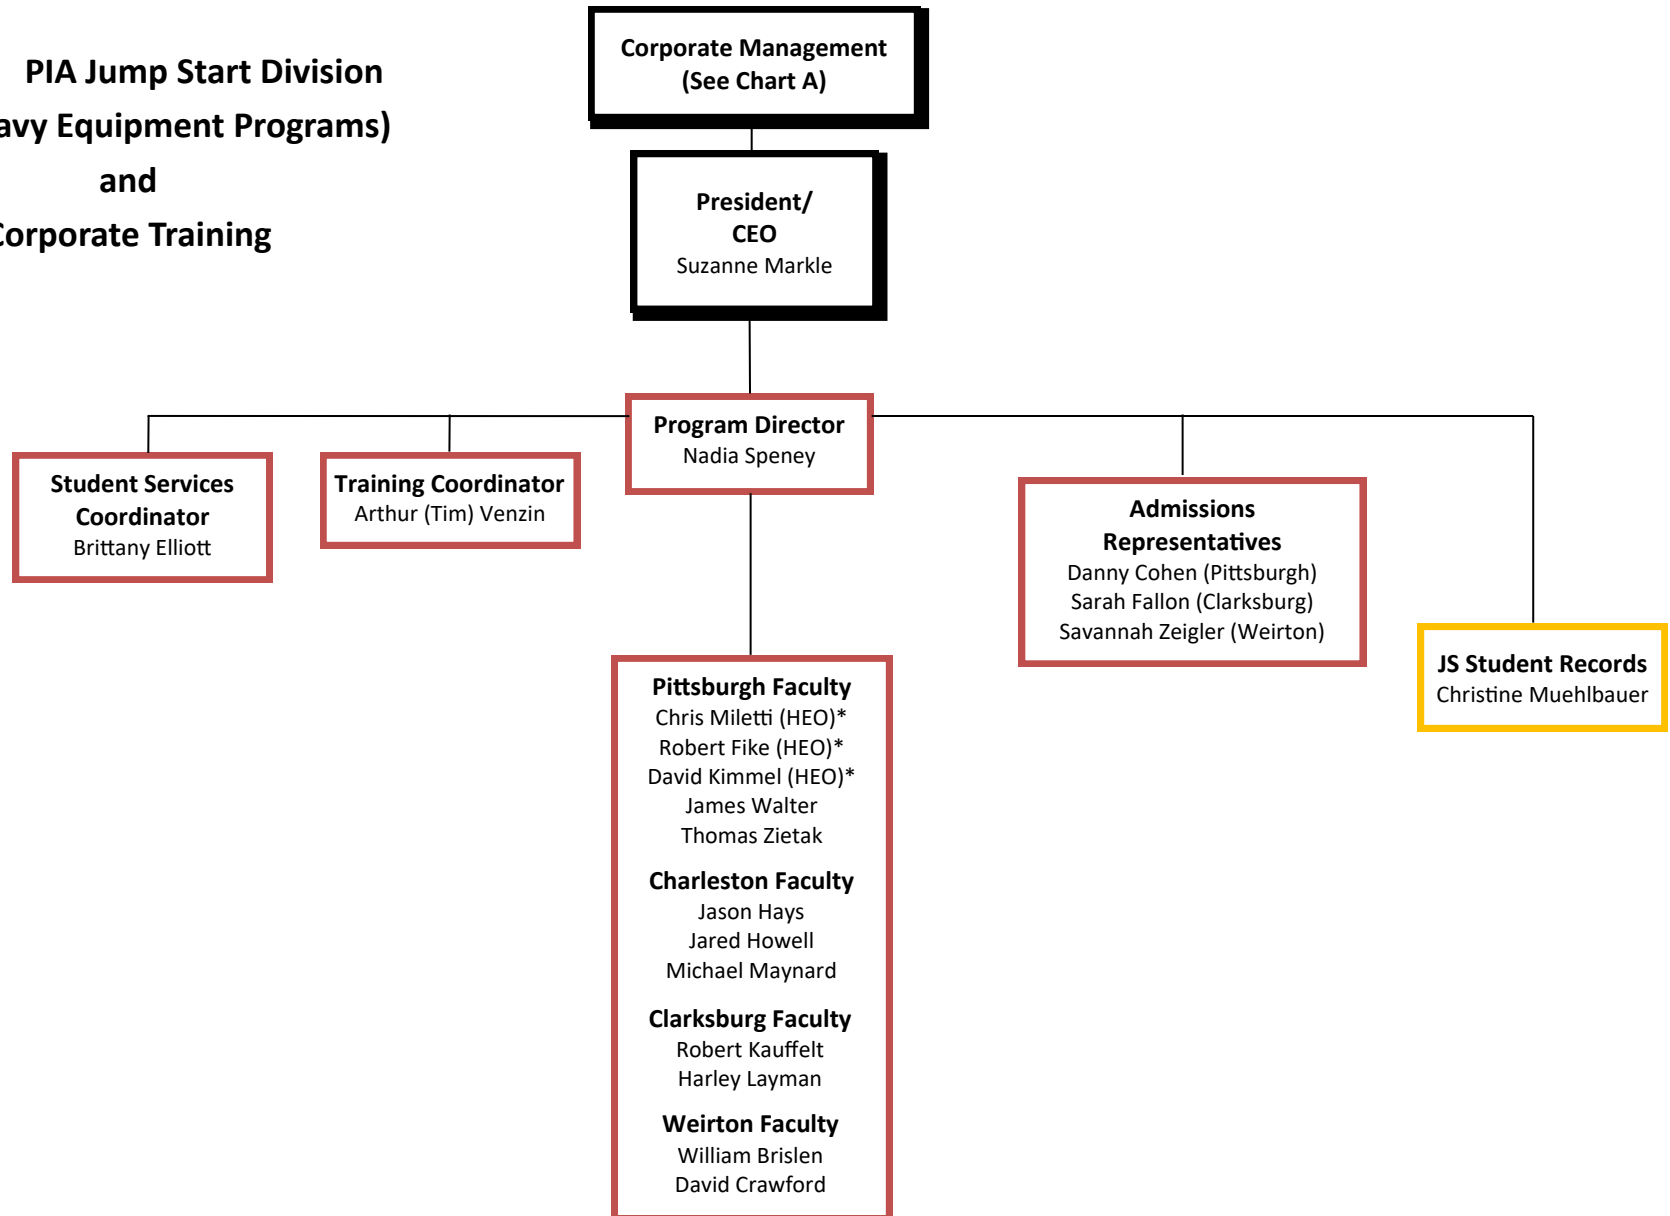 PIA Jump Start Division
avy Equipment Programs)
and
Corporate Training
Corporate Management
(See Chart A)
President/
CEO
Suzanne Markle
Program Director
Nadia Speney
Student Services
Coordinator
Brittany Elliott
Training Coordinator
Arthur (Tim) Venzin
Admissions
Representatives
Danny Cohen (Pittsburgh)
Sarah Fallon (Clarksburg)
Savannah Zeigler (Weirton)
JS Student Records
Christine Muehlbauer
Pittsburgh Faculty
Chris Miletti (HEO)*
Robert Fike (HEO)*
David Kimmel (HEO)*
James Walter
Thomas Zietak
Charleston Faculty
Jason Hays
Jared Howell
Michael Maynard
Clarksburg Faculty
Robert Kauffelt
Harley Layman
Weirton Faculty
William Brislen
David Crawford